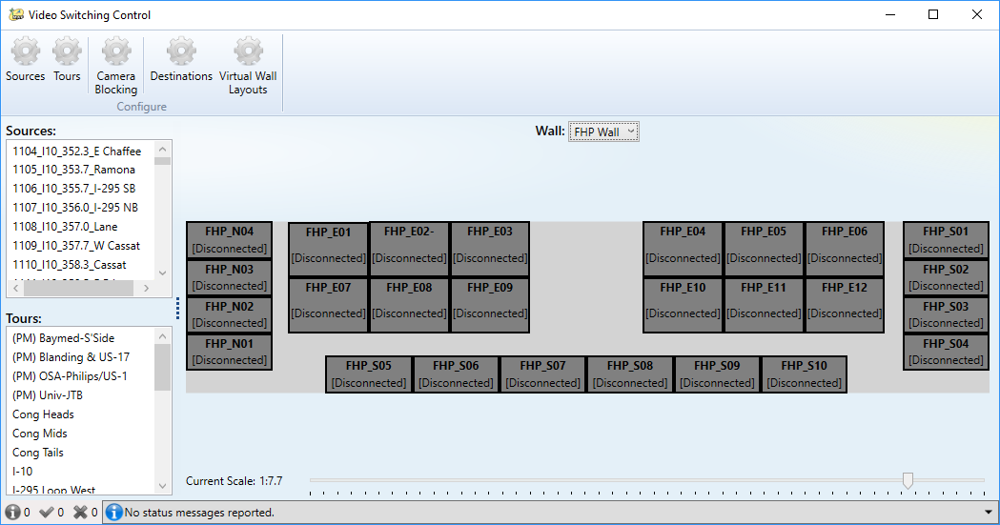 Video Switching Control
Sources
Tours
Camera
Blocking
Destinations
Virtual Wall
Layouts
Configure
Sources:
1104_I10_352.3_E Chaffee
1105_I10_353.7_Ramona
1106_I10_355.7_I-295 SB
1107_I10_356.0_I-295 NB
1108_I10_357.0_Lane
1109_I10_357.7_W Cassat
1110_I10_358.3_Cassat
Tours:
(PM) Baymed-S'Side
(PM) Blanding & US-17
(PM) OSA-Philips/US-1
(PM) Univ-JTB
Cong Heads
Cong Mids
Cong Tails
I-10
I-295 Loop West
Wall: FHP Wall
FHP_N04
[Disconnected]
FHP_N03
[Disconnected]
FHP_N02
[Disconnected]
FHP_N01
[Disconnected]
FHP_E01 FHP_E02- FHP_E03
[Disconnected] [Disconnected] [Disconnected]
FHP_E07 FHP_E08 FHP_E09
[Disconnected] [Disconnected] [Disconnected]
FHP_E04 FHP_E05 FHP_E06
[Disconnected] [Disconnected] [Disconnected]
FHP_E10 FHP_E11 FHP_E12
[Disconnected] [Disconnected] [Disconnected]
FHP_S01
[Disconnected]
FHP_S02
[Disconnected]
FHP_S03
[Disconnected]
FHP_S04
[Disconnected]
FHP_S05 FHP_S06 FHP_S07 FHP_S08 FHP_S09 FHP_S10
[Disconnected] [Disconnected] [Disconnected] [Disconnected] [Disconnected] [Disconnected]
Current Scale: 1:7.7
0 0 0 No status messages reported.